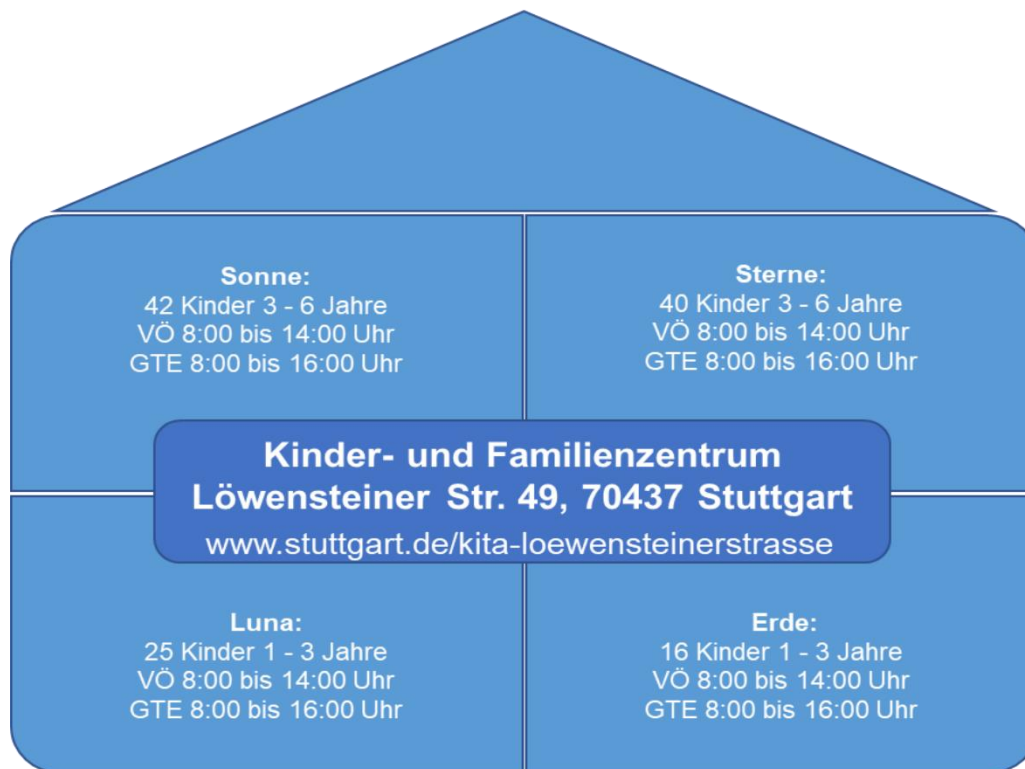 Sonne:
42 Kinder 3 - 6 Jahre
VÖ 8:00 bis 14:00 Uhr
GTE 8:00 bis 16:00 Uhr
Sterne:
40 Kinder 3 - 6 Jahre
VÖ 8:00 bis 14:00 Uhr
GTE 8:00 bis 16:00 Uhr
Kinder- und Familienzentrum
Löwensteiner Str. 49, 70437 Stuttgart
www.stuttgart.de/kita-loewensteinerstrasse
Luna:
25 Kinder 1 - 3 Jahre
VÖ 8:00 bis 14:00 Uhr
GTE 8:00 bis 16:00 Uhr
Erde:
16 Kinder 1 - 3 Jahre
VÖ 8:00 bis 14:00 Uhr
GTE 8:00 bis 16:00 Uhr